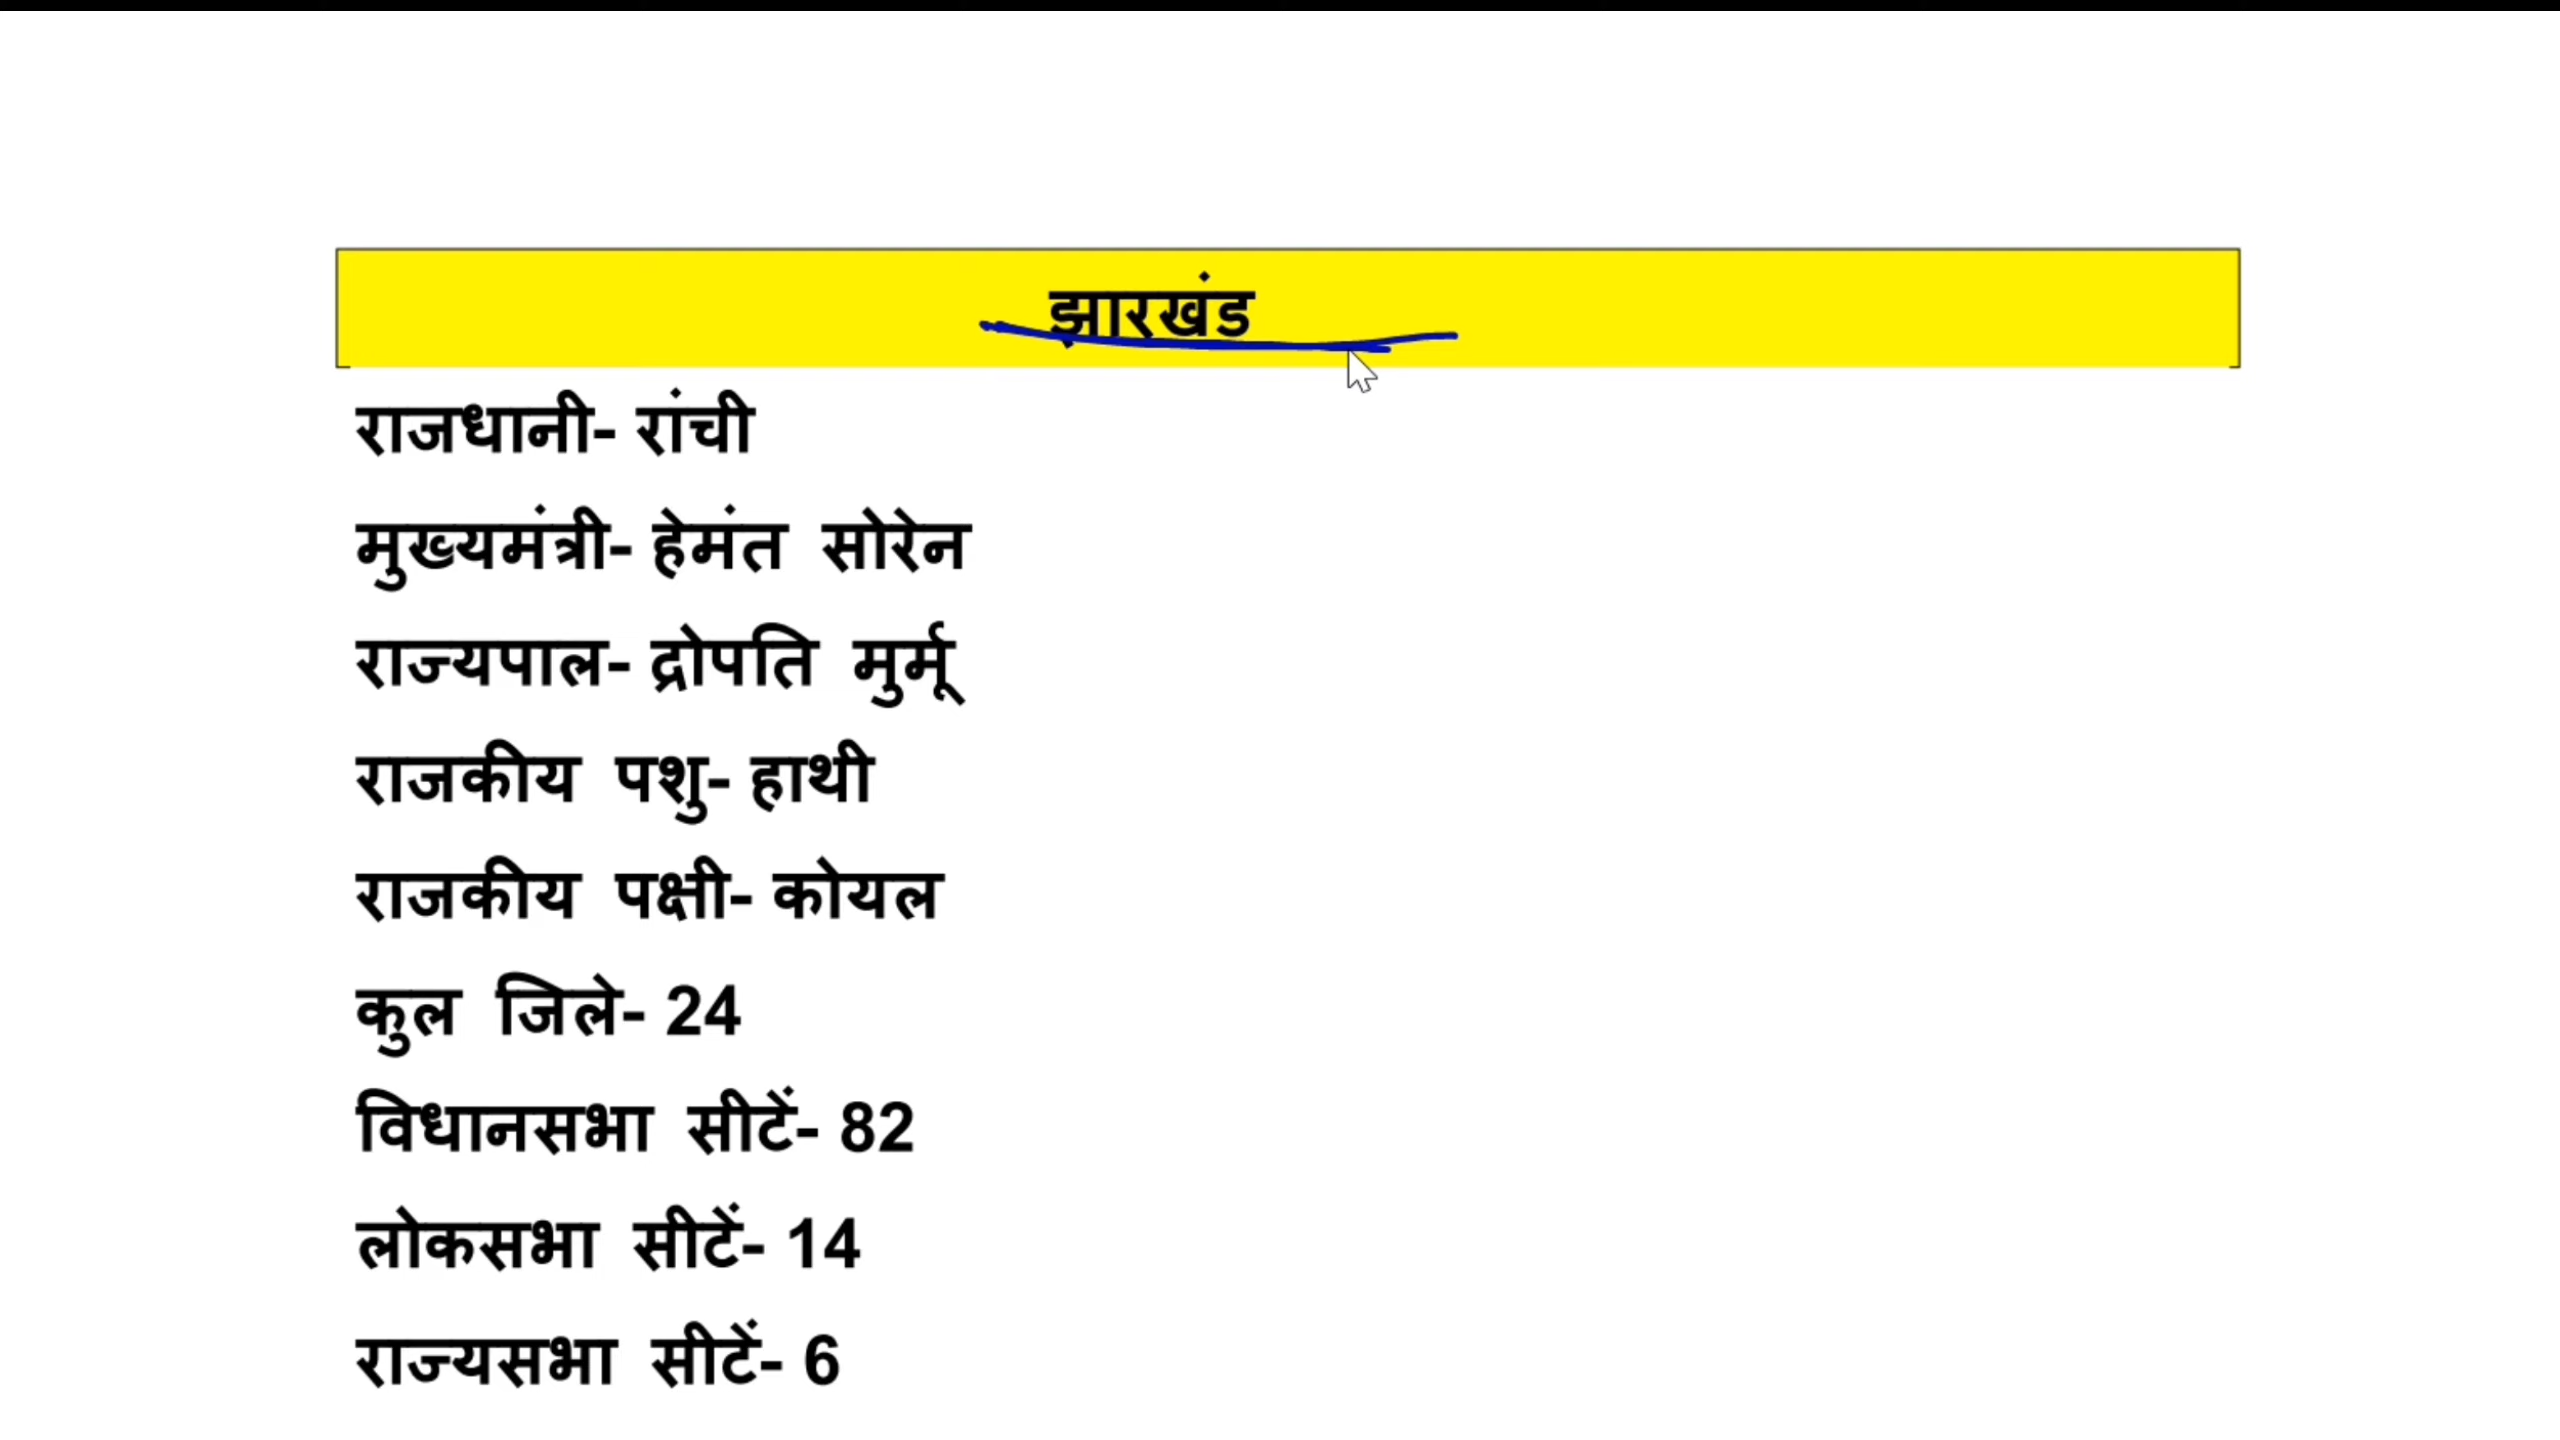 झारखंड
राजधानी- रांची
मुख्यमंत्री- हेमंत सोरेन
राज्यपाल- द्रोपति मुर्मू
राजकीय पशु- हाथी
राजकीय पक्षी- कोयल
कुल जिले- 24
विधानसभा सीटें- 82
लोकसभा सीटें- 14
राज्यसभा सीटें- 6